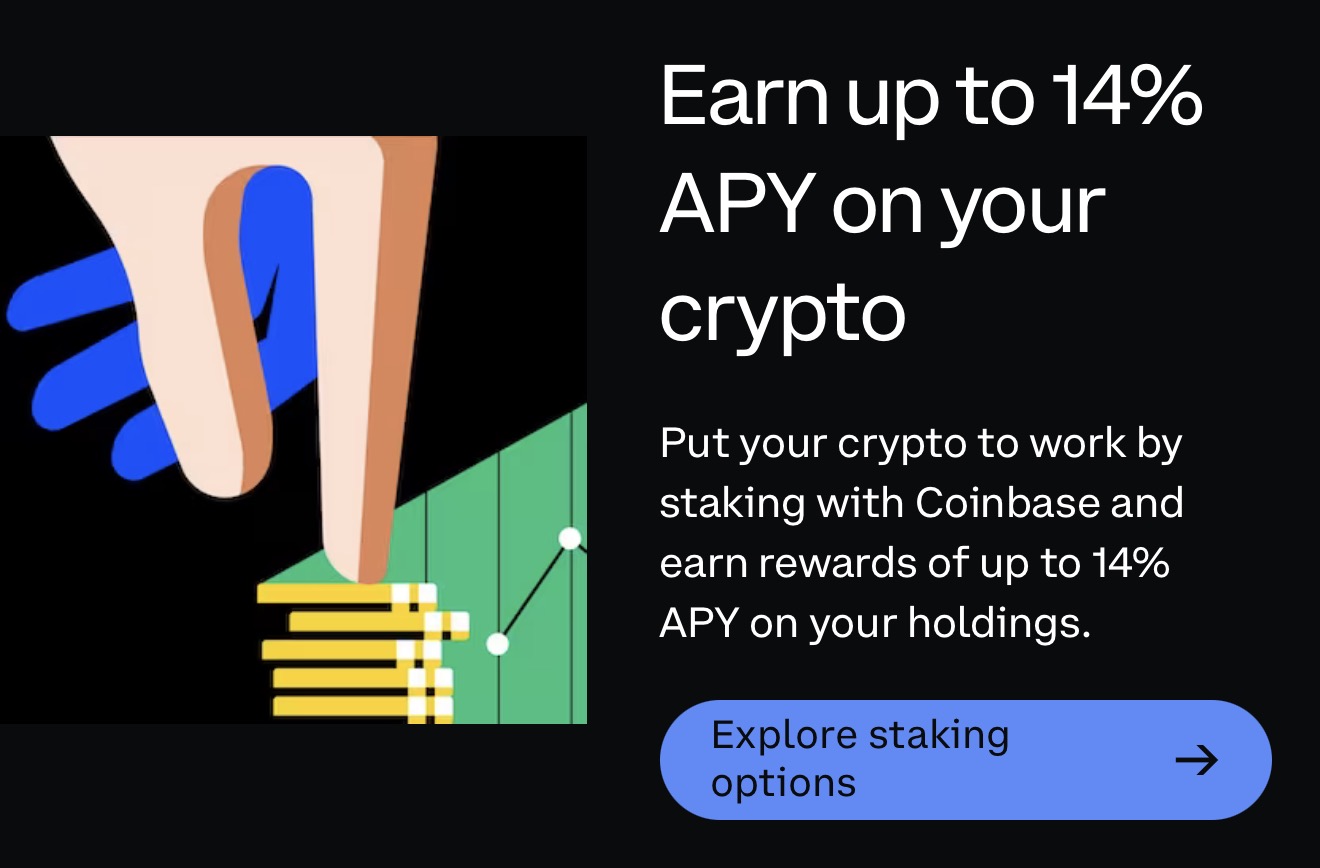 Earn up to 14%
APY on your
crypto
Put your crypto to work by
staking with Coinbase and
earn rewards of up to 14%
APY on your holdings.
Explore staking
options